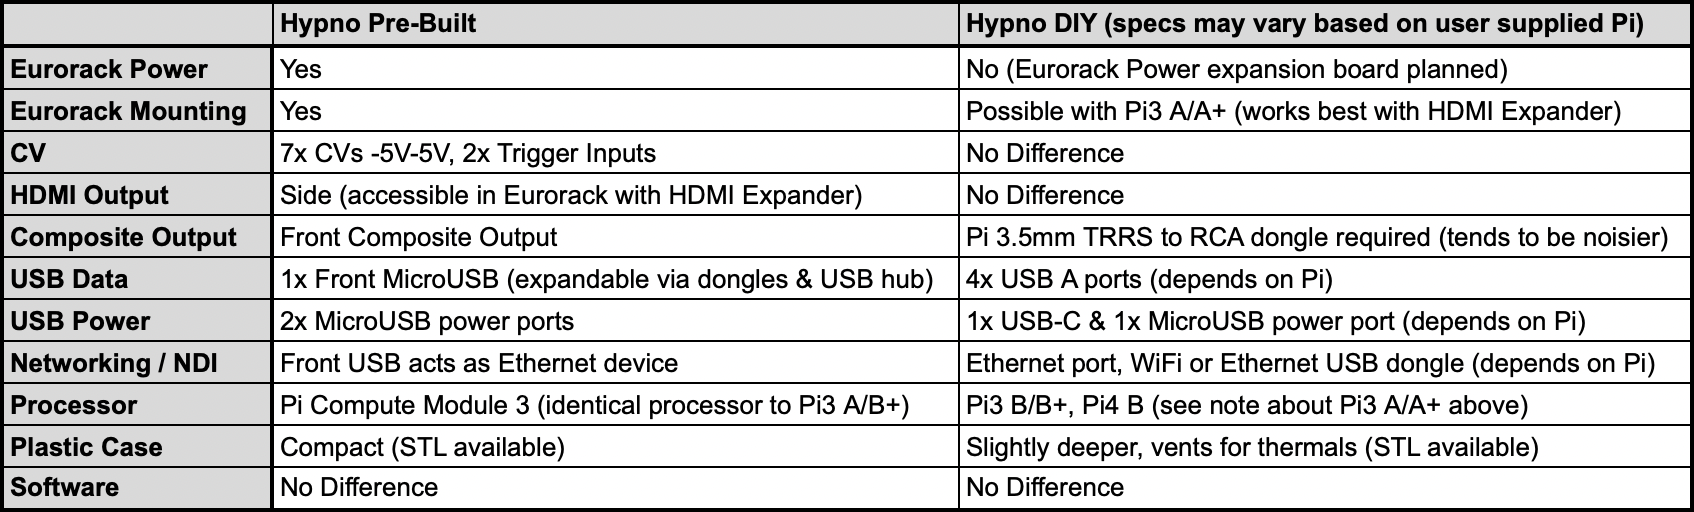 Hypno Pre-Built Hypno DIY (specs may vary based on user supplied Pi)
Eurorack Power Yes No (Eurorack Power expansion board planned)
Eurorack Mounting Yes Possible with Pi3 A/A+ (works best with HDMI Expander)
CV 7x CVs -5V-5V, 2x Trigger Inputs No Difference
HDMI Output Side (accessible in Eurorack with HDMI Expander) No Difference
Composite Output Front Composite Output Pi 3.5mm TRRS to RCA dongle required (tends to be noisier)
USB Data 1x Front MicroUSB (expandable via dongles & USB hub) 4x USB A ports (depends on Pi)
USB Power 2x MicroUSB power ports 1x USB-C & 1x MicroUSB power port (depends on Pi)
Networking / NDI Front USB acts as Ethernet device Ethernet port, WiFi or Ethernet USB dongle (depends on Pi)
Processor Pi Compute Module 3 (identical processor to Pi3 A/B+) Pi3 B/B+, Pi4 B (see note about Pi3 A/A+ above)
Plastic Case Compact (STL available) Slightly deeper, vents for thermals (STL available)
Software No Difference No Difference